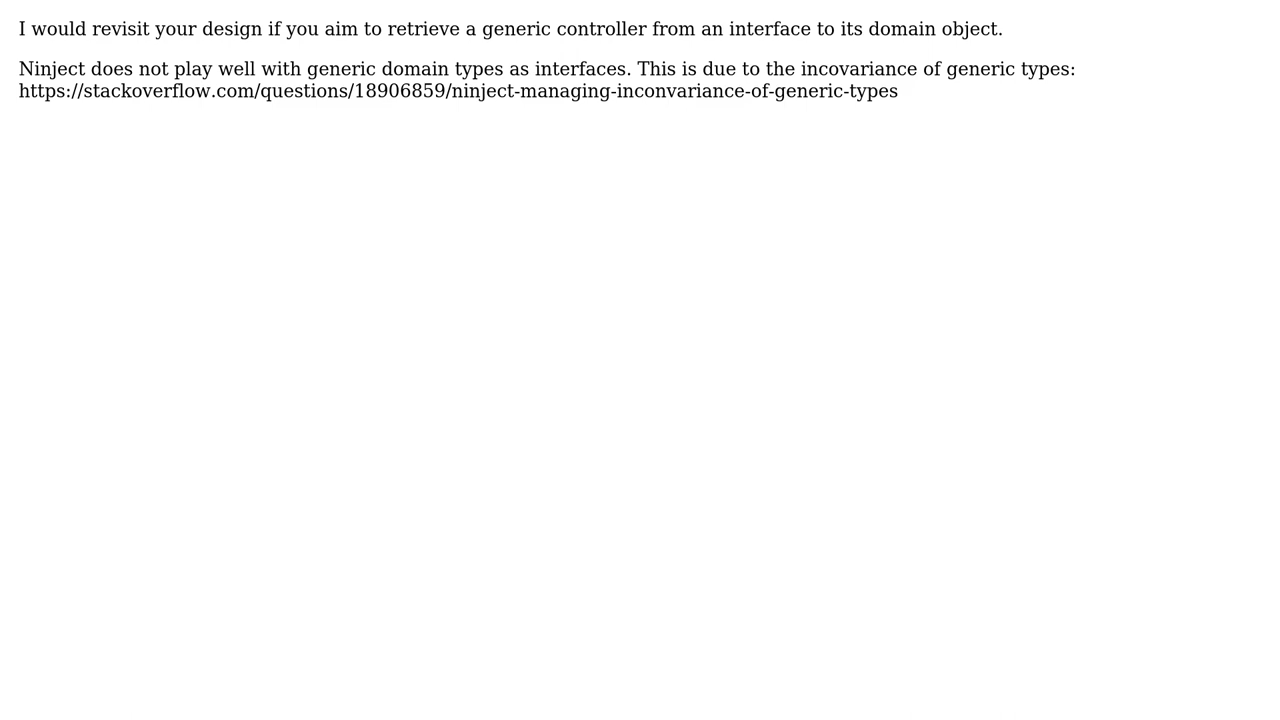 I would revisit your design if you aim to retrieve a generic controller from an interface to its domain object.
Ninject does not play well with generic domain types as interfaces. This is due to the incovariance of generic types:
https://stackoverflow.com/questions/18906859/ninject-managing-inconvariance-of-generic-types